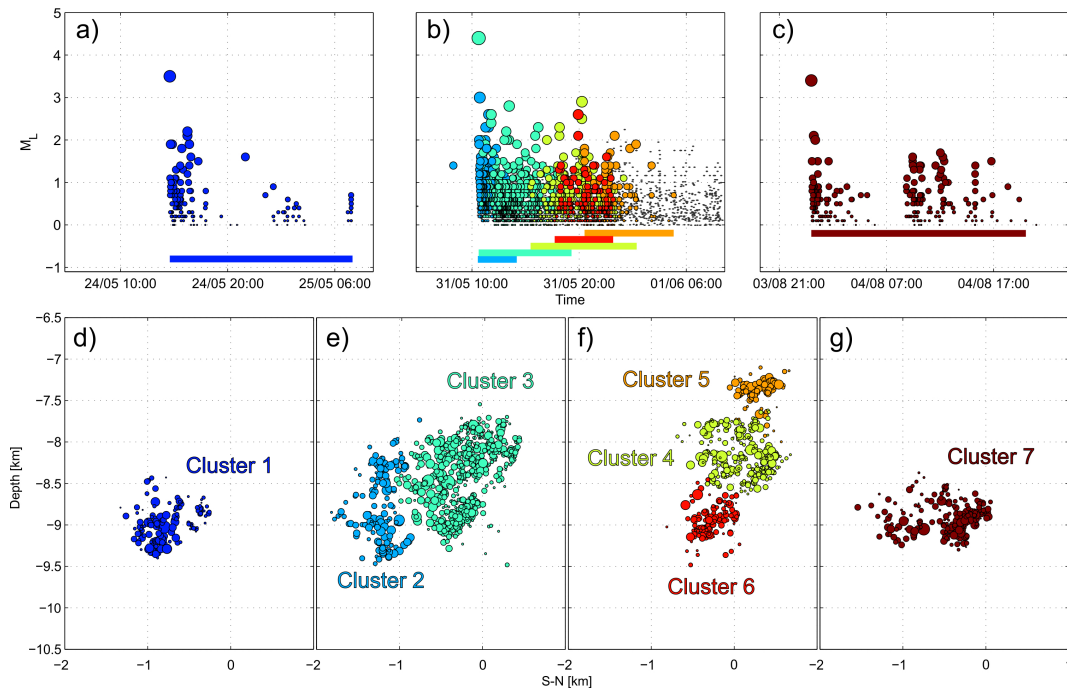 a)
b)
c)
5
4
3
2
1
0
−1
M_L
24/05 10:00
24/05 20:00
25/05 06:00
31/05 10:00
31/05 20:00
01/06 06:00
03/08 21:00
04/08 07:00
04/08 17:00
Time
d)
e)
f)
g)
−6.5
−7
−7.5
−8
−8.5
−9
−9.5
−10
−10.5
Depth [km]
Cluster 1
Cluster 2
Cluster 3
Cluster 5
Cluster 4
Cluster 6
Cluster 7
−2
−1
0
−2
−1
0
−2
−1
0
−2
−1
0
1
S-N [km]